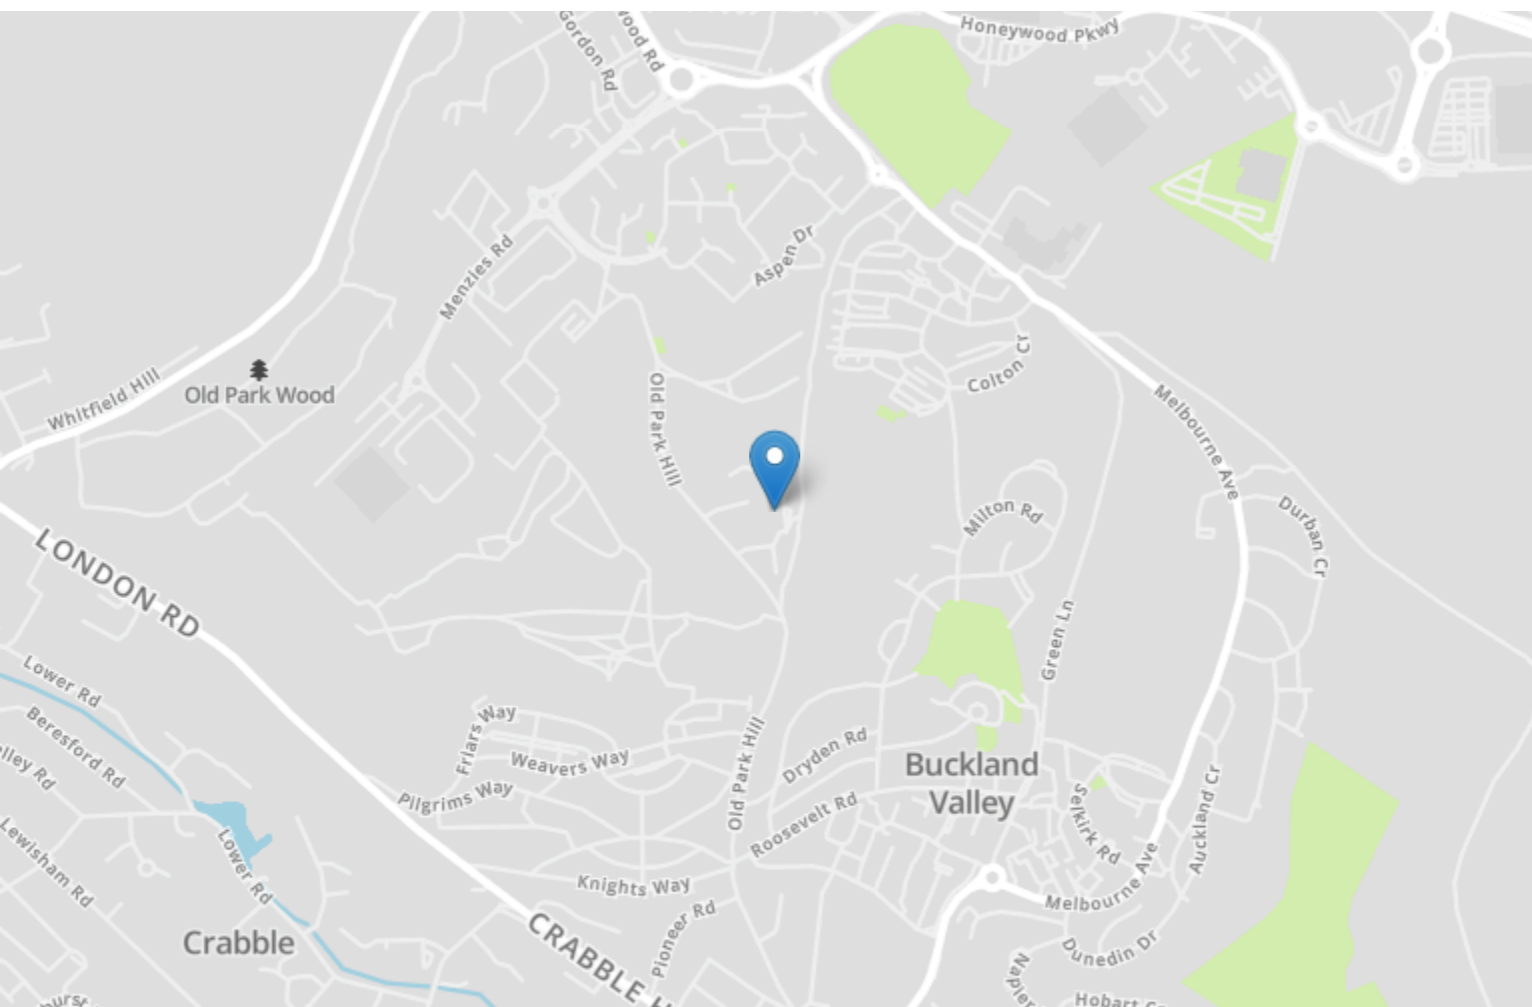 Honeywood Pkwy
Gordon Rd
wood Rd
Aspen Dr
Menzies Rd
Colton Cr
Whitfield Hill
Old Park Wood
Old Park Hill
Melbourne Ave
Milton Rd
Durban Cr
LONDON RD
Green Ln
Lower Rd
Beresford Rd
lley Rd
Friars Way
Weavers Way
Pilgrims Way
Old Park Hill
Dryden Rd
Roosevelt Rd
Buckland
Valley
Selkirk Rd
Auckland Cr
Lewisham Rd
Lower Rd
Knights Way
Pioneer Rd
Melbourne Ave
Crabble
CRABBLE H
Dunedin Dr
Napier
Hobart C
hurst